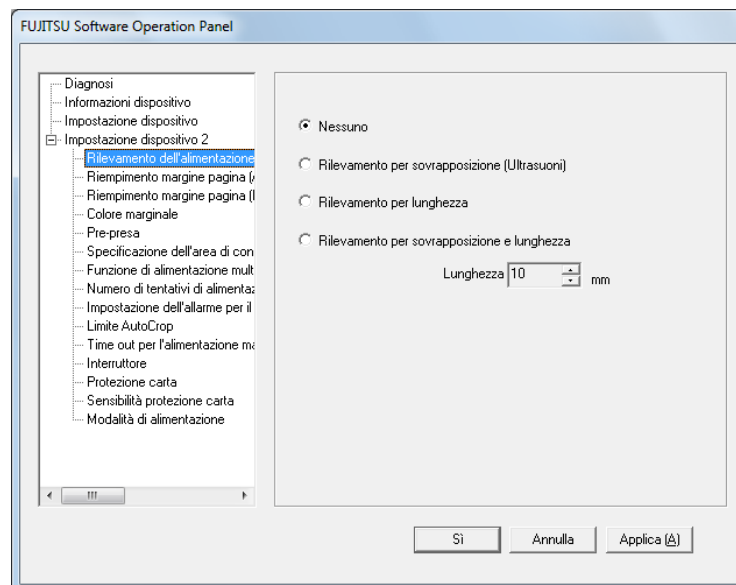 FUJITSU Software Operation Panel
Diagnosi
Informazioni dispositivo
Impostazione dispositivo
Impostazione dispositivo 2
Rilevamento dell'alimentazione
Riempimento margine pagina (
Riempimento margine pagina (
Colore marginale
Pre-presa
Specificazione dell'area di con
Funzione di alimentazione mult
Numero di tentativi di alimentaz
Impostazione dell'allarme per il
Limite AutoCrop
Time out per l'alimentazione ma
Interruttore
Protezione carta
Sensibilità protezione carta
Modalità di alimentazione
Nessuno
Rilevamento per sovrapposizione (Ultrasuoni)
Rilevamento per lunghezza
Rilevamento per sovrapposizione e lunghezza
Lunghezza 10 mm
Sì Annulla Applica (A)